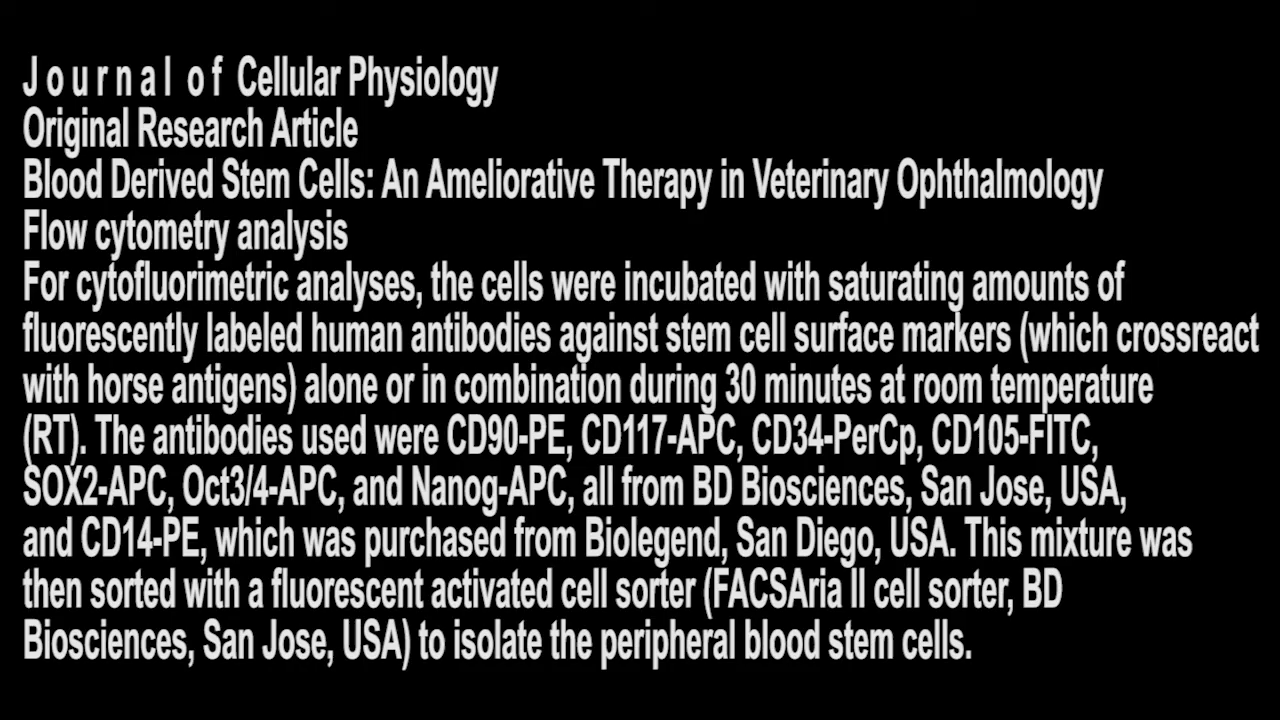 J o u r n a l o f Cellular Physiology
Original Research Article
Blood Derived Stem Cells: An Ameliorative Therapy in Veterinary Ophthalmology
Flow cytometry analysis
For cytofluorimetric analyses, the cells were incubated with saturating amounts of
fluorescently labeled human antibodies against stem cell surface markers (which crossreact
with horse antigens) alone or in combination during 30 minutes at room temperature
(RT). The antibodies used were CD90-PE, CD117-APC, CD34-PerCp, CD105-FITC,
SOX2-APC, Oct3/4-APC, and Nanog-APC, all from BD Biosciences, San Jose, USA,
and CD14-PE, which was purchased from Biolegend, San Diego, USA. This mixture was
then sorted with a fluorescent activated cell sorter (FACSAria II cell sorter, BD
Biosciences, San Jose, USA) to isolate the peripheral blood stem cells.